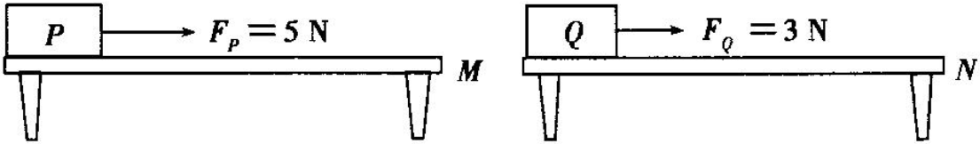 P F_P = 5 N M
Q F_Q = 3 N N